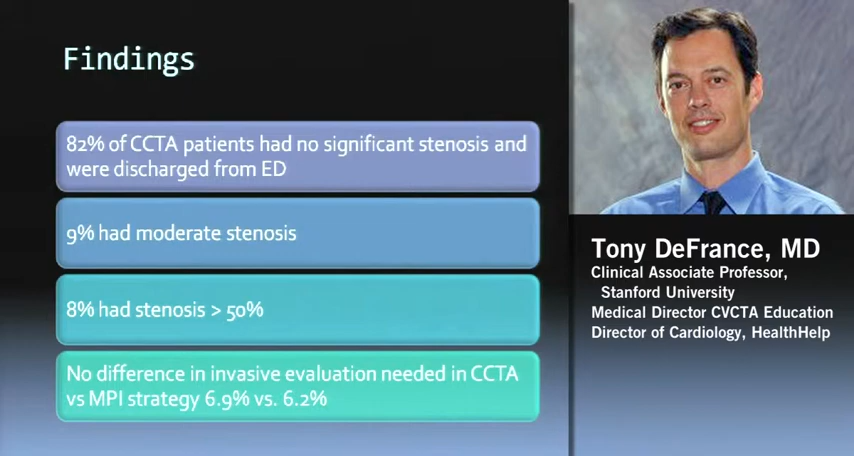 Findings
82% of CCTA patients had no significant stenosis and
were discharged from ED
9% had moderate stenosis
8% had stenosis > 50%
No difference in invasive evaluation needed in CCTA
vs MPI strategy 6.9% vs. 6.2%
Tony DeFrance, MD
Clinical Associate Professor,
Stanford University
Medical Director CVCTA Education
Director of Cardiology, HealthHelp